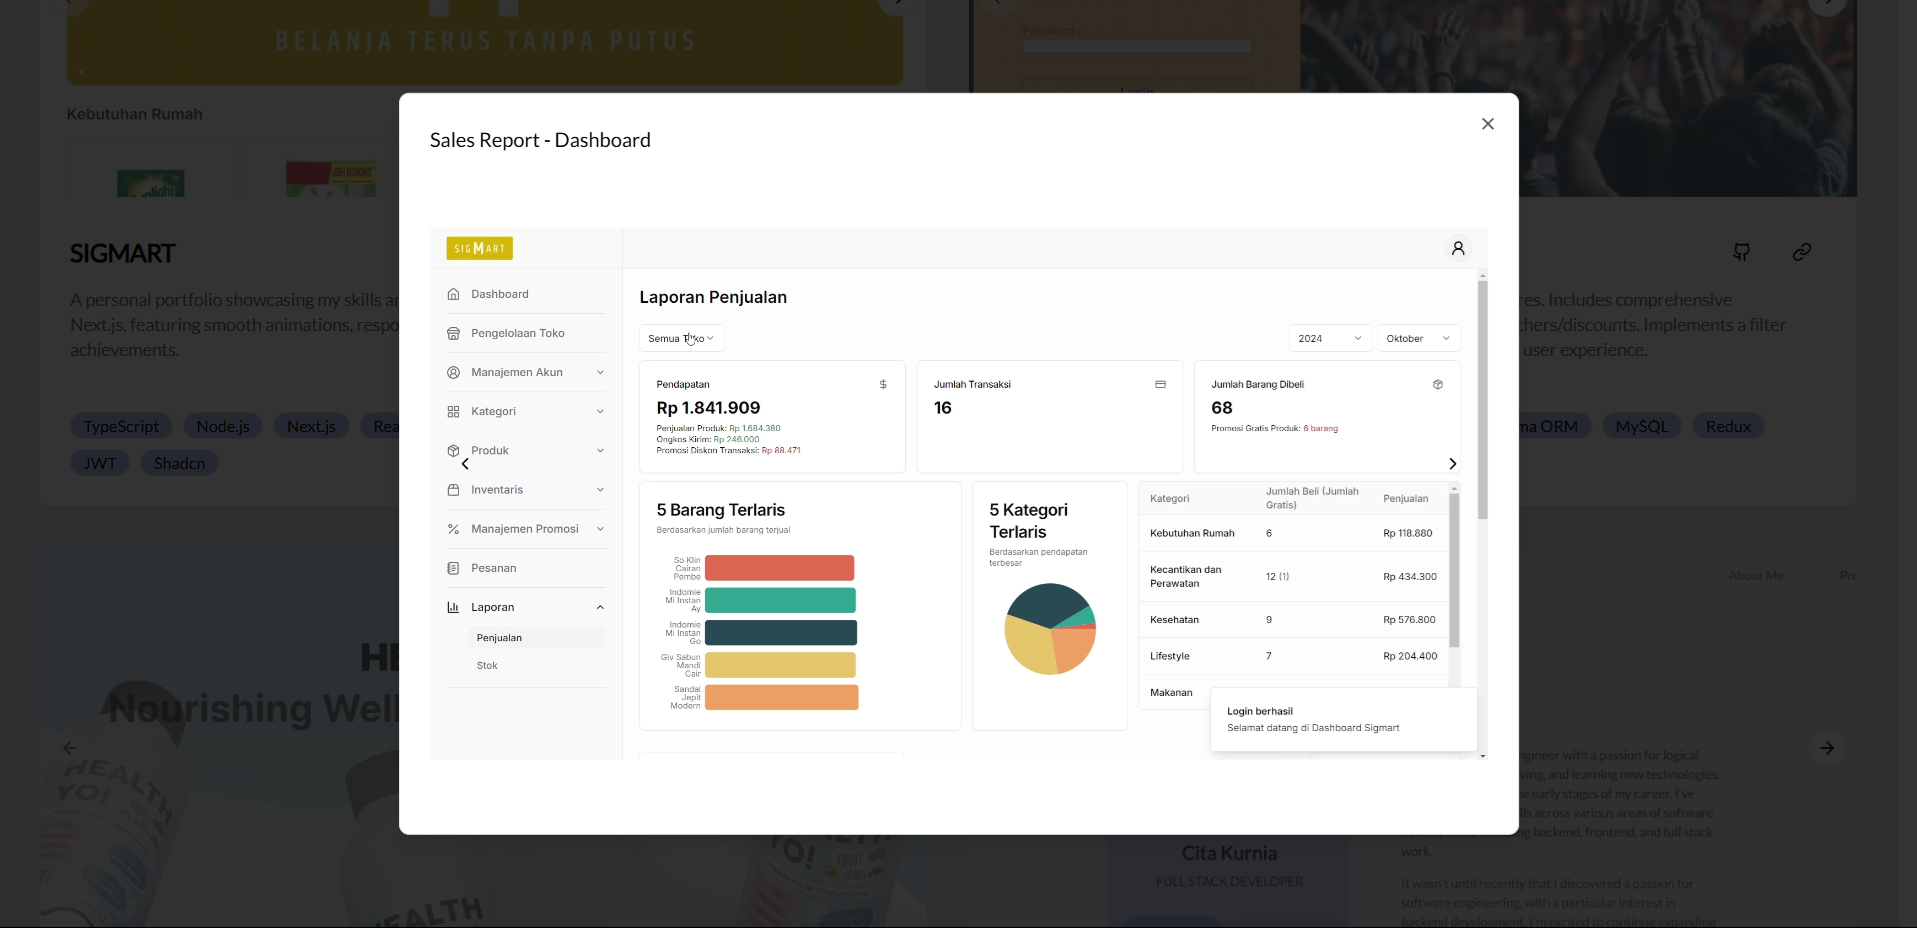 BELANJA TERUS TANPA PUTUS
Password :
Login
Kebutuhan Rumah
Sales Report - Dashboard
SIGMART
Dashboard
Laporan Penjualan
Pengelolaan Toko
Semua Toko
2024
Oktober
Manajemen Akun
Kategori
Produk
Inventaris
Manajemen Promosi
Pesanan
Laporan
Penjualan
Stok
Pendapatan
$
Rp 1.841.909
Penjualan Produk: Rp 1.684.380
Ongkos Kirim: Rp 246.000
Promosi Diskon Transaksi: Rp 88.471
Jumlah Transaksi
16
Jumlah Barang Dibeli
68
Promosi Gratis Produk: 6 barang
5 Barang Terlaris
Berdasarkan jumlah barang terjual
So Klin
Cairan
Pembe
Indomie
Mi Instan
Ay
Indomie
Mi Instan
Go
Giv Sabun
Mandi
Cair
Sandal
Jepit
Modern
5 Kategori
Terlaris
Berdasarkan pendapatan
terbesar
Kategori Jumlah Beli (Jumlah Gratis) Penjualan
Kebutuhan Rumah 6 Rp 118.880
Kecantikan dan Perawatan 12 (1) Rp 434.300
Kesehatan 9 Rp 576.800
Lifestyle 7 Rp 204.400
Makanan
Login berhasil
Selamat datang di Dashboard Sigmart
SIGMART
A personal portfolio showcasing my skills
Next.js, featuring smooth animations,
achievements.
TypeScript
Node.js
Next.js
Rea
JWT
Shadcn
res. Includes comprehensive
chers/discounts. Implements a filter
user experience.
ma ORM
MySQL
Redux
HE
Nourishing Well
HEALTH
YO!
HEALTH
FRUIT
SERIES
About Me
Pro
ngineer with a passion for logical
ving, and learning new technologies.
e early stages of my career, I've
lls across various areas of software
ng backend, frontend, and full stack
work.
It wasn't until recently that I discovered a passion for
software engineering, with a particular interest in
backend development. I'm excited to continue expanding
Cita Kurnia
FULL STACK DEVELOPER